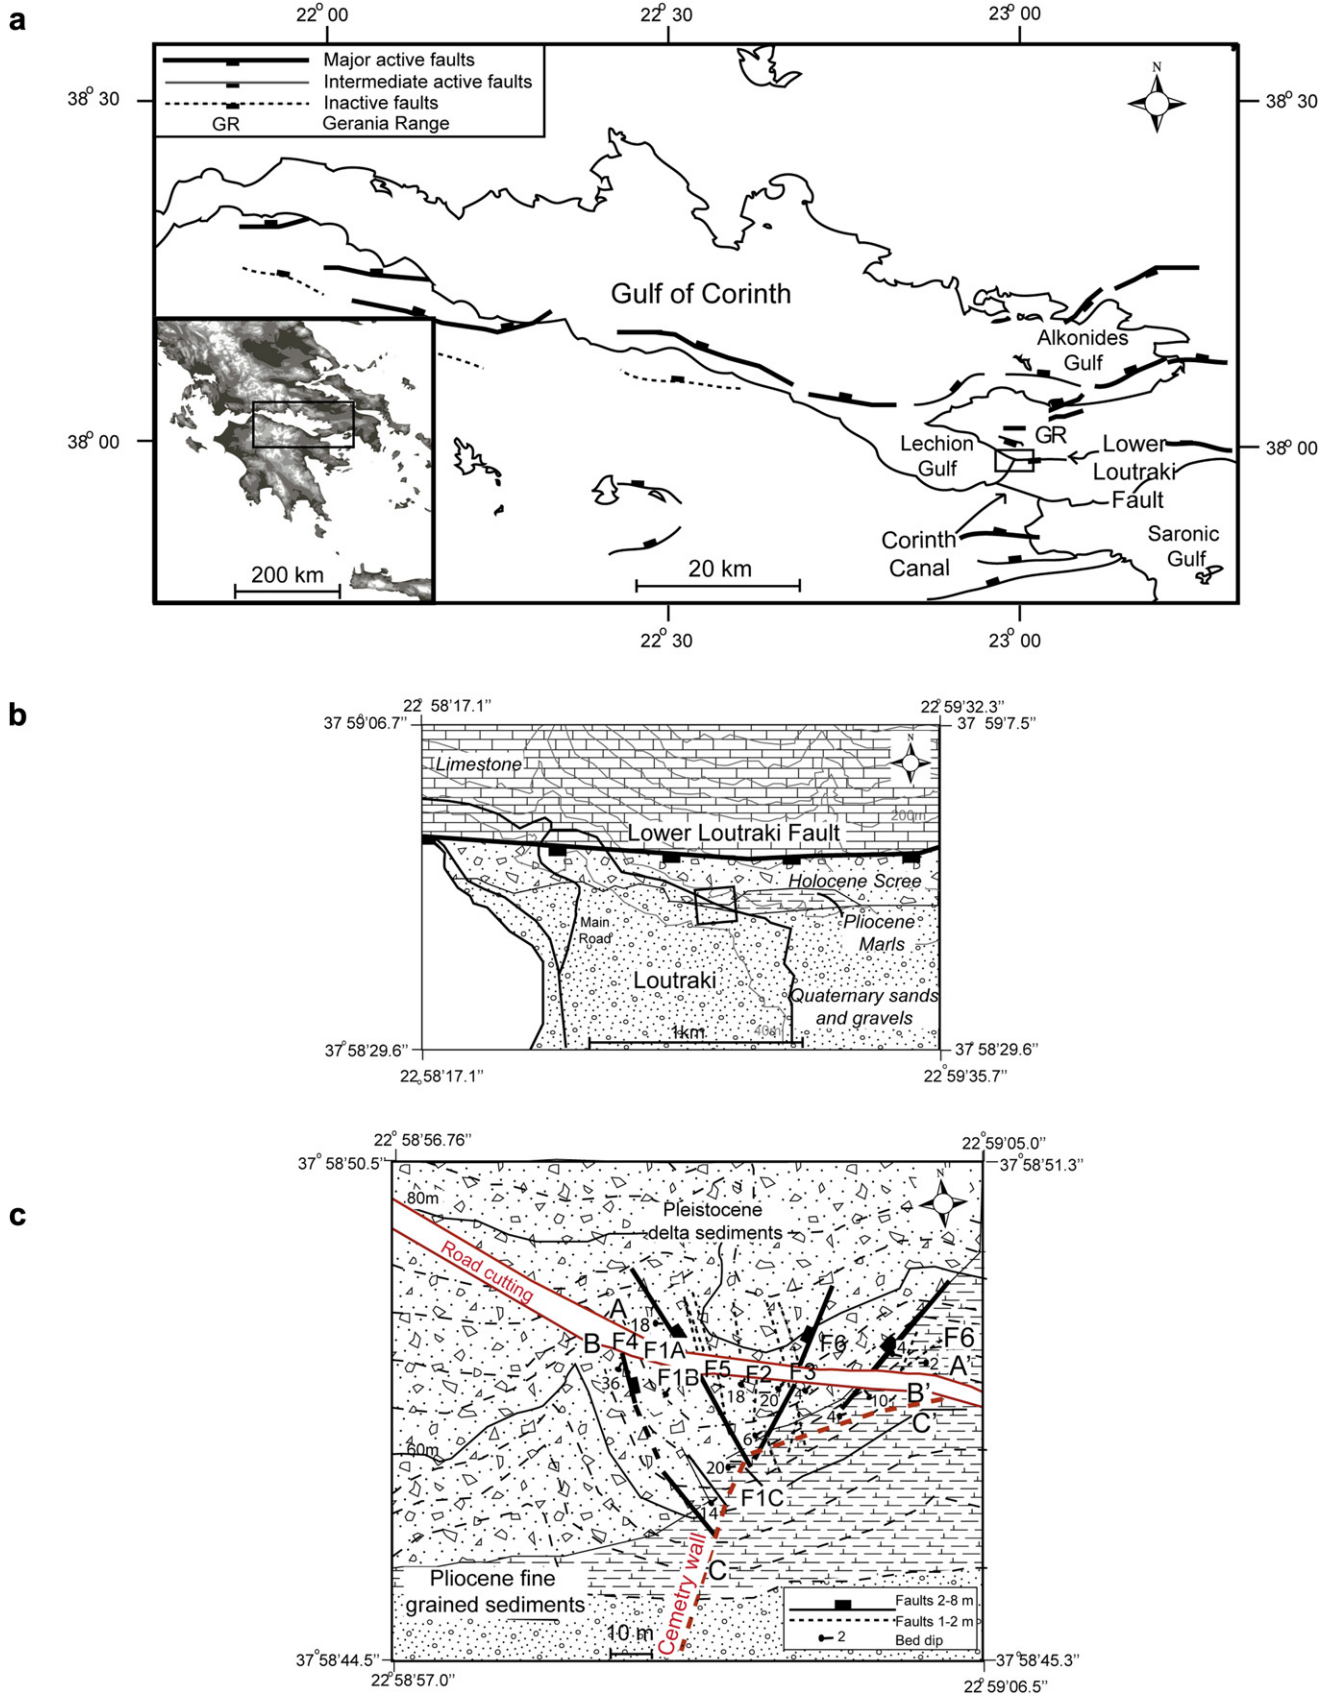 a
22° 00
22° 30
23° 00
Major active faults
Intermediate active faults
Inactive faults
GR Gerania Range
N
38° 30
38° 30
Gulf of Corinth
Alkonides
Gulf
38° 00
38° 00
GR
Lechion
Gulf
Lower
Loutraki
Fault
Corinth
Canal
Saronic
Gulf
200 km
20 km
22° 30
23° 00
b
22° 58'17.1"
22° 59'32.3"
37 59'06.7"
37 59'7.5"
N
Limestone
200m
Lower Loutraki Fault
Holocene Scree
Pliocene
Marls
Main
Road
Loutraki
Quaternary sands
and gravels
1km
40m
37° 58'29.6"
37° 58'29.6"
22° 58'17.1"
22° 59'35.7"
c
22° 58'56.76"
22° 59'05.0"
37° 58'50.5"
37° 58'51.3"
N
80m
Pleistocene
delta sediments
Road cutting
A
18
B
F4
F1A
F6
F6
4
2
A'
36
F1B
F5
F2
F3
18
20
4
10
B'
4
C'
6
60m
20
F1C
14
C
Cemetry wall
Pliocene fine
grained sediments
10 m
Faults 2-8 m
Faults 1-2 m
2 Bed dip
37° 58'44.5"
37° 58'45.3"
22° 58'57.0"
22° 59'06.5"